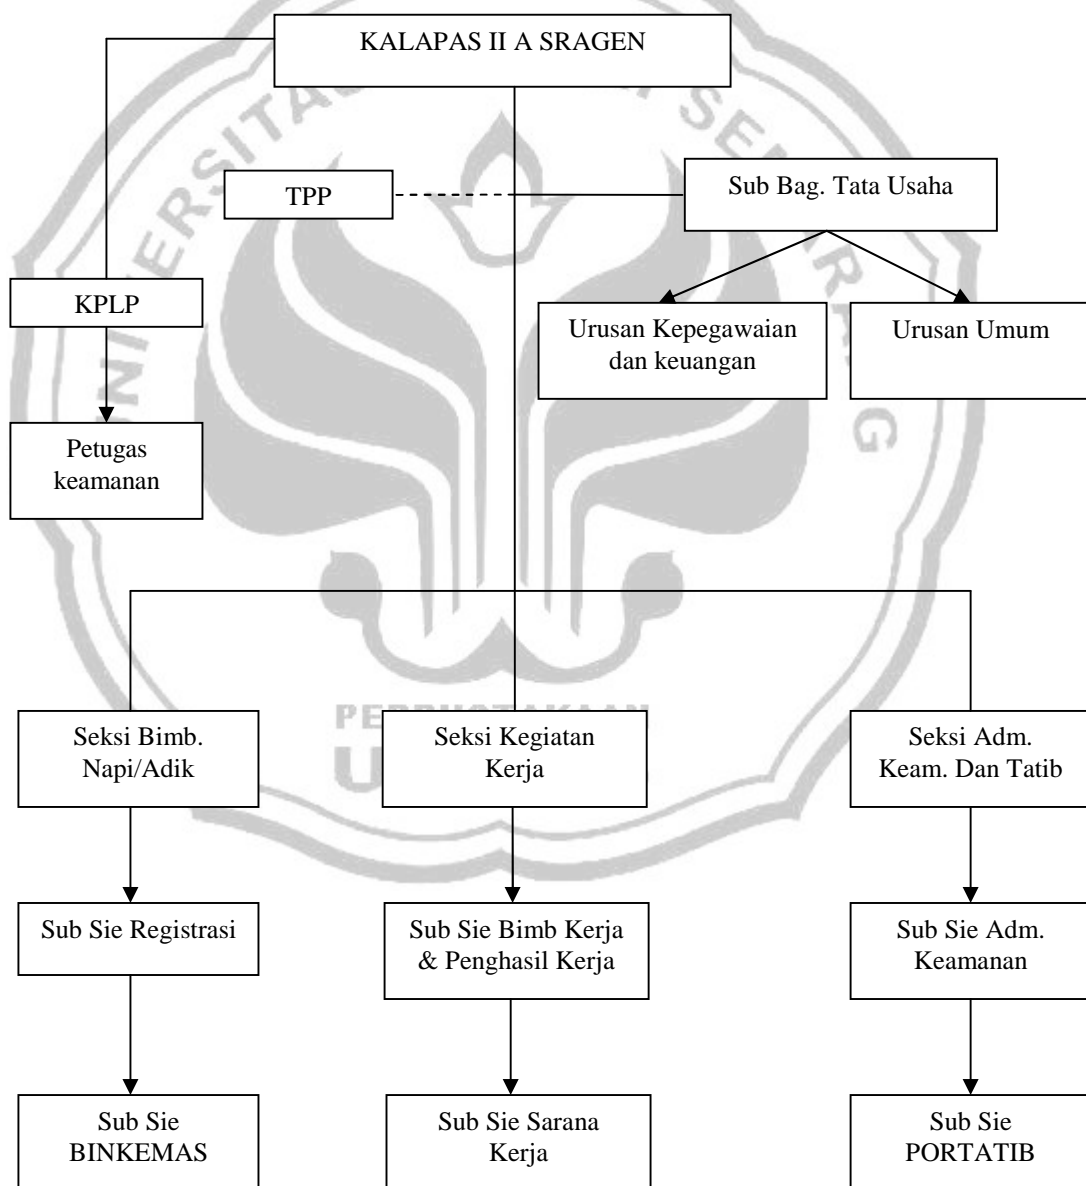 KALAPAS II A SRAGEN
TPP
Sub Bag. Tata Usaha
KPLP
Urusan Kepegawaian
dan keuangan
Urusan Umum
Petugas
keamanan
Seksi Bimb.
Napi/Adik
Seksi Kegiatan
Kerja
Seksi Adm.
Keam. Dan Tatib
Sub Sie Registrasi
Sub Sie Bimb Kerja
& Penghasil Kerja
Sub Sie Adm.
Keamanan
Sub Sie
BINKEMAS
Sub Sie Sarana
Kerja
Sub Sie
PORTATIB